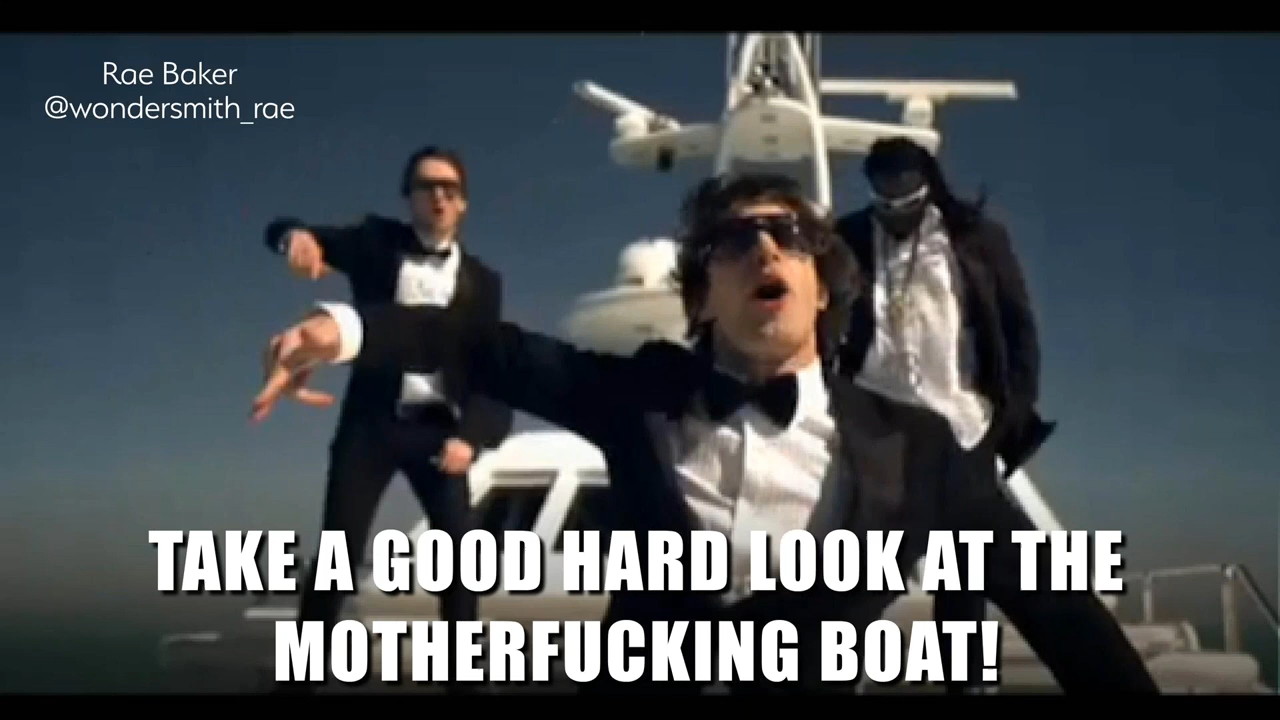 Rae Baker
@wondersmith_rae
TAKE A GOOD HARD LOOK AT THE
MOTHERFUCKING BOAT!